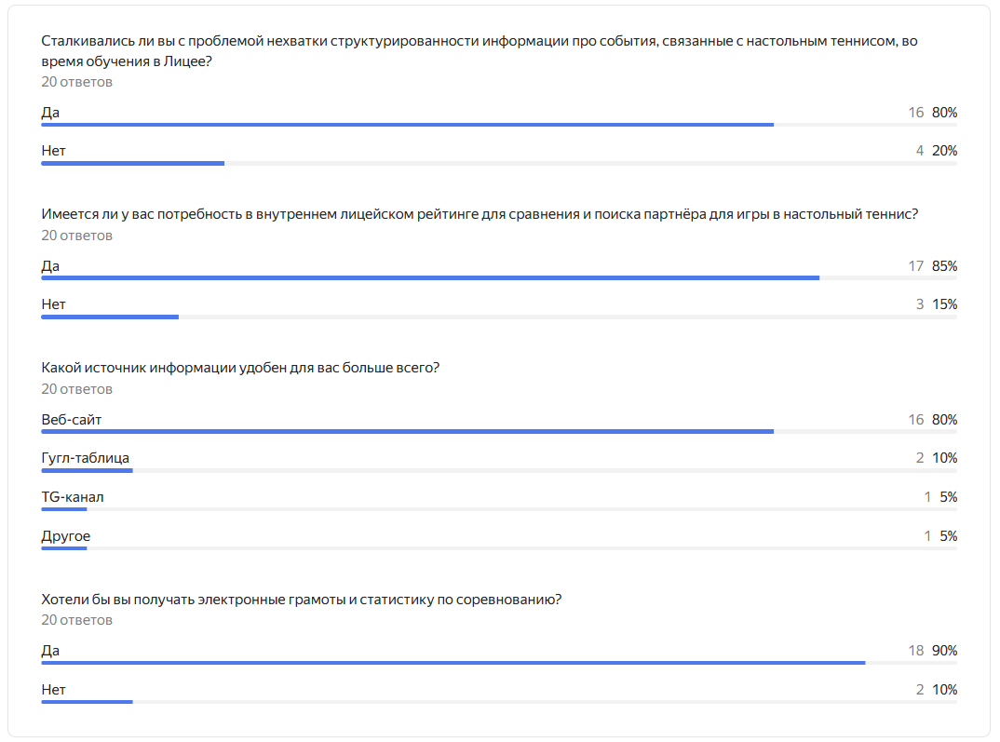 Сталкивались ли вы с проблемой нехватки структурированности информации про события, связанные с настольным теннисом, во
время обучения в Лицее?
20 ответов
Да 16 80%
Нет 4 20%
Имеется ли у вас потребность в внутреннем лицейском рейтинге для сравнения и поиска партнёра для игры в настольный теннис?
20 ответов
Да 17 85%
Нет 3 15%
Какой источник информации удобен для вас больше всего?
20 ответов
Веб-сайт 16 80%
Гугл-таблица 2 10%
TG-канал 1 5%
Другое 1 5%
Хотели бы вы получать электронные грамоты и статистику по соревнованию?
20 ответов
Да 18 90%
Нет 2 10%